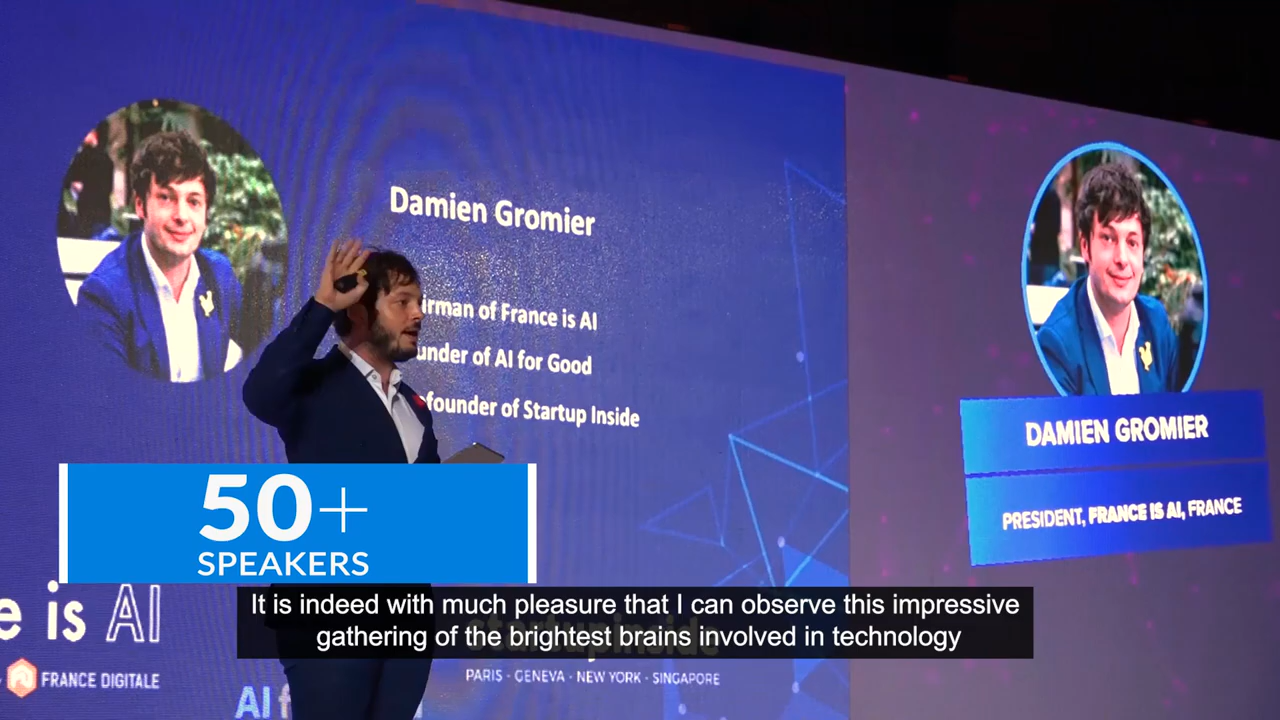 Damien Gromier
irman of France is AI
under of AI for Good
ofounder of Startup Inside
DAMIEN GROMIER
PRESIDENT, FRANCE IS AI, FRANCE
50+
SPEAKERS
It is indeed with much pleasure that I can observe this impressive
gathering of the brightest brains involved in technology
e is AI
FRANCE DIGITALE
startupinside
PARIS - GENEVA - NEW YORK - SINGAPORE
AI f